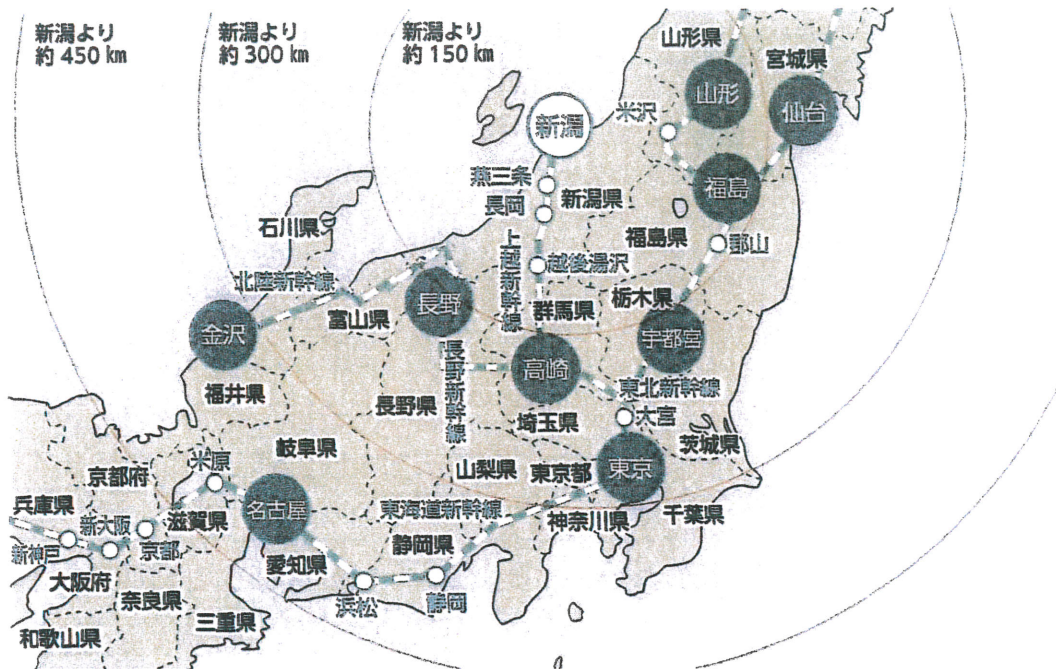 新潟より
約 450 ㎞
新潟より
約 300 ㎞
新潟より
約 150 ㎞
山形県
宮城県
山形
仙台
新潟
米沢
燕三条
福島
長岡
新潟県
石川県
福島県
郡山
上越新幹線
越後湯沢
北陸新幹線
長野
栃木県
群馬県
富山県
金沢
宇都宮
高崎
長野新幹線
福井県
長野県
東北新幹線
埼玉県
大宮
茨城県
岐阜県
米原
京都府
山梨県
東京都
東京
兵庫県
名古屋
東海道新幹線
新大阪
滋賀県
神奈川県
千葉県
新神戸
京都
静岡県
愛知県
大阪府
奈良県
浜松
静岡
三重県
和歌山県